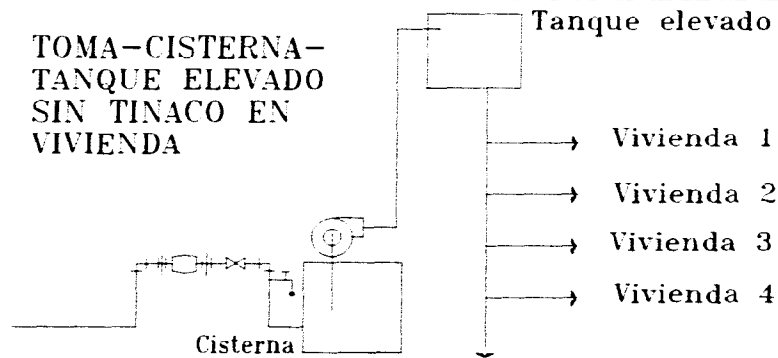 Tanque elevado
TOMA-CISTERNA-
TANQUE ELEVADO
SIN TINACO EN
VIVIENDA
Vivienda 1
Vivienda 2
Vivienda 3
Vivienda 4
Cisterna